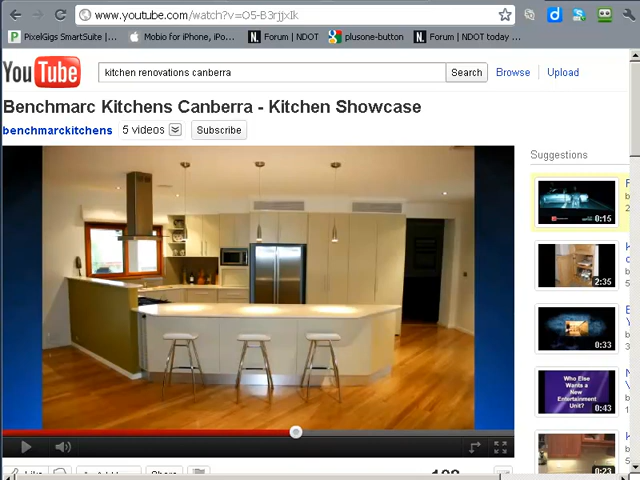 www.youtube.com/watch?v=O5-B3rjjxIk
PixelGigs SmartSuite |... Mobio for iPhone, iPo... Forum | NDOT plusone-button Forum | NDOT today ...
YouTube kitchen renovations canberra Search Browse Upload
Benchmarc Kitchens Canberra - Kitchen Showcase
benchmarckitchens 5 videos Subscribe
Suggestions
0:15
2:35
0:33
Who Else
Wants a
New
Entertainment
Unit?
0:43
0:23